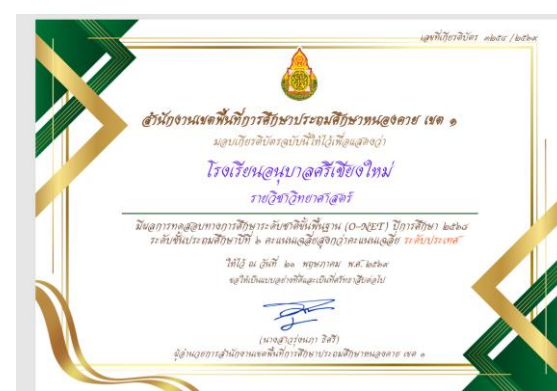 เลขที่เกียรติบัตร ๓๒๕๔ /๒๕๖๙
สำนักงานเขตพื้นที่การศึกษาประถมศึกษาหนองคาย เขต ๑
มอบเกียรติบัตรฉบับนี้ให้ไว้เพื่อแสดงว่า
โรงเรียนอนุบาลศรีเชียงใหม่
รายวิชาวิทยาศาสตร์
มีผลการทดสอบทางการศึกษาระดับชาติขั้นพื้นฐาน (O-NET) ปีการศึกษา ๒๕๖๘
ระดับชั้นประถมศึกษาปีที่ ๖ คะแนนเฉลี่ยสูงกว่าคะแนนเฉลี่ย ระดับประเทศ
ให้ไว้ ณ วันที่ ๒๑ พฤษภาคม พ.ศ. ๒๕๖๙
ขอให้เป็นแบบอย่างที่ดีและเป็นที่ศรัทธาสืบต่อไป
(นางสาวรุ่งนภา ธิศรี)
ผู้อำนวยการสำนักงานเขตพื้นที่การศึกษาประถมศึกษาหนองคาย เขต ๑